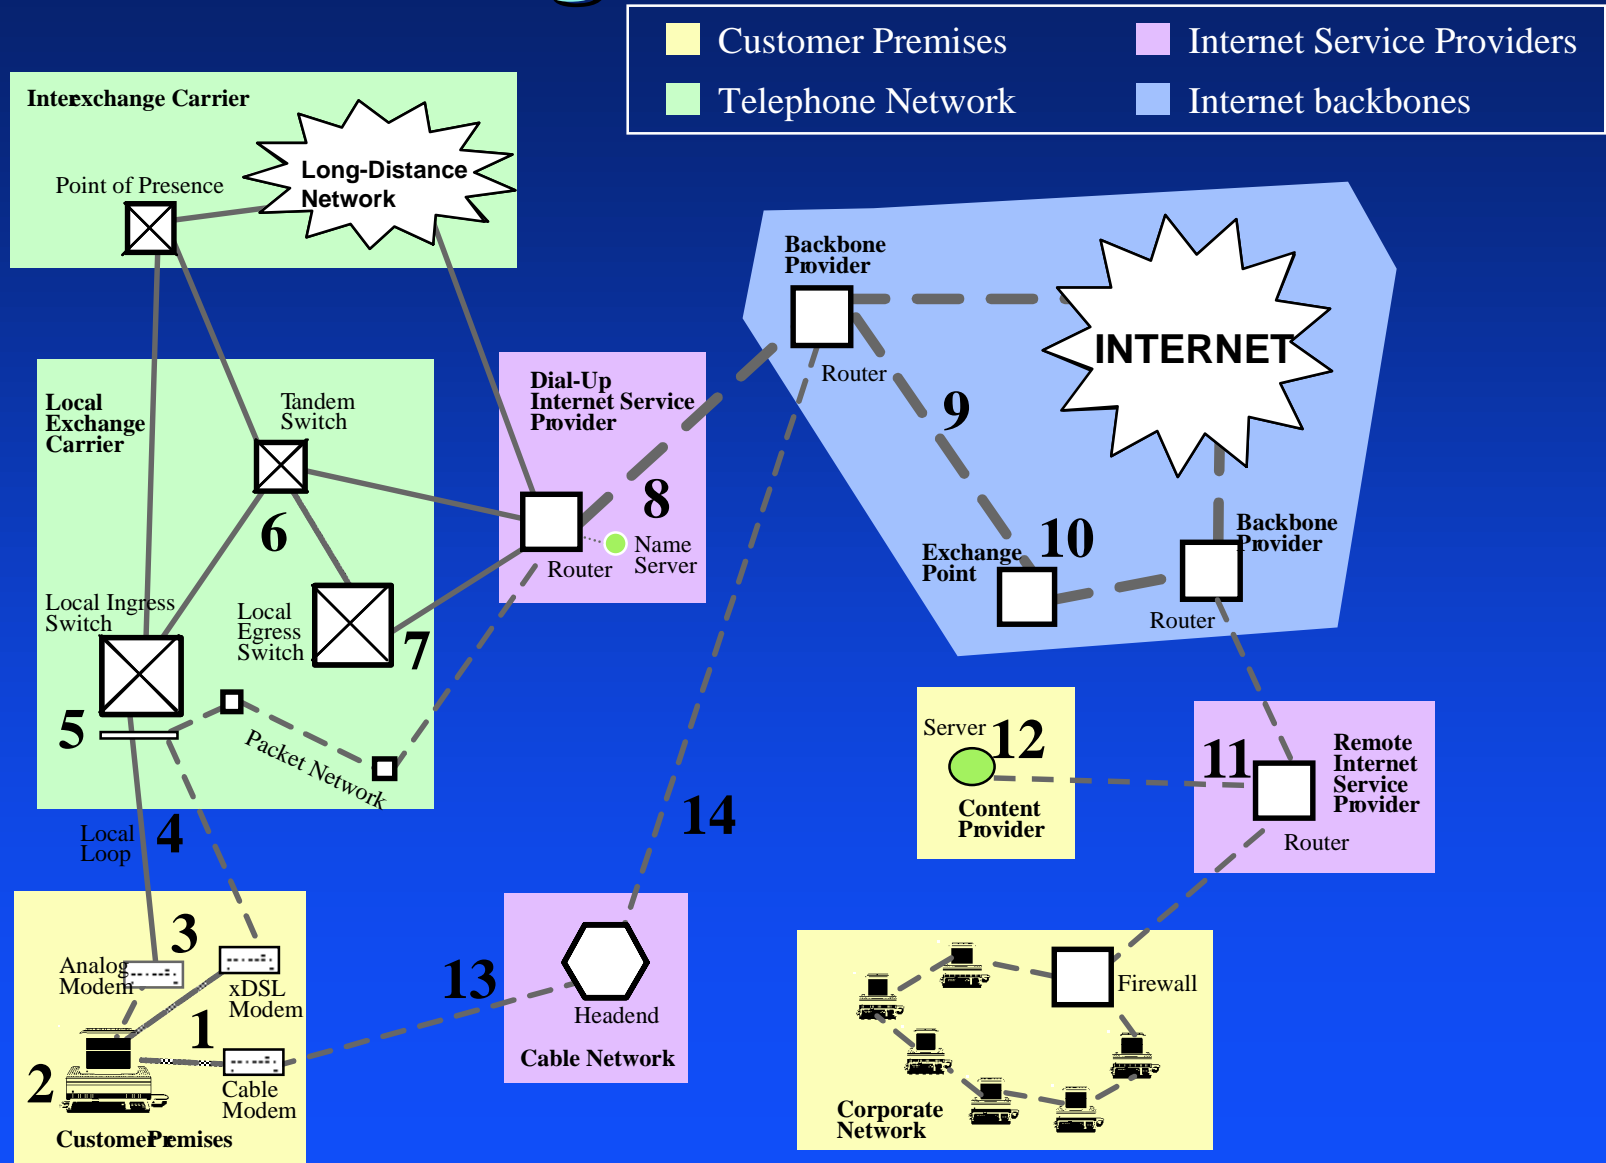 Customer Premises
Internet Service Providers
Telephone Network
Internet backbones
Interexchange Carrier
Long-Distance
Network
Point of Presence
Backbone
Provider
INTERNET
Router
Dial-Up
Internet Service
Provider
Local
Exchange
Carrier
Tandem
Switch
9
8
6
Name
Server
Router
Exchange
Point
10
Backbone
Provider
Router
Local Ingress
Switch
Local
Egress
Switch
7
5
Packet Network
Server
12
Content
Provider
11
Remote
Internet
Service
Provider
Router
14
Local
Loop
4
3
Analog
Modem
xDSL
Modem
1
2
Cable
Modem
Customer Premises
13
Headend
Cable Network
Firewall
Corporate
Network